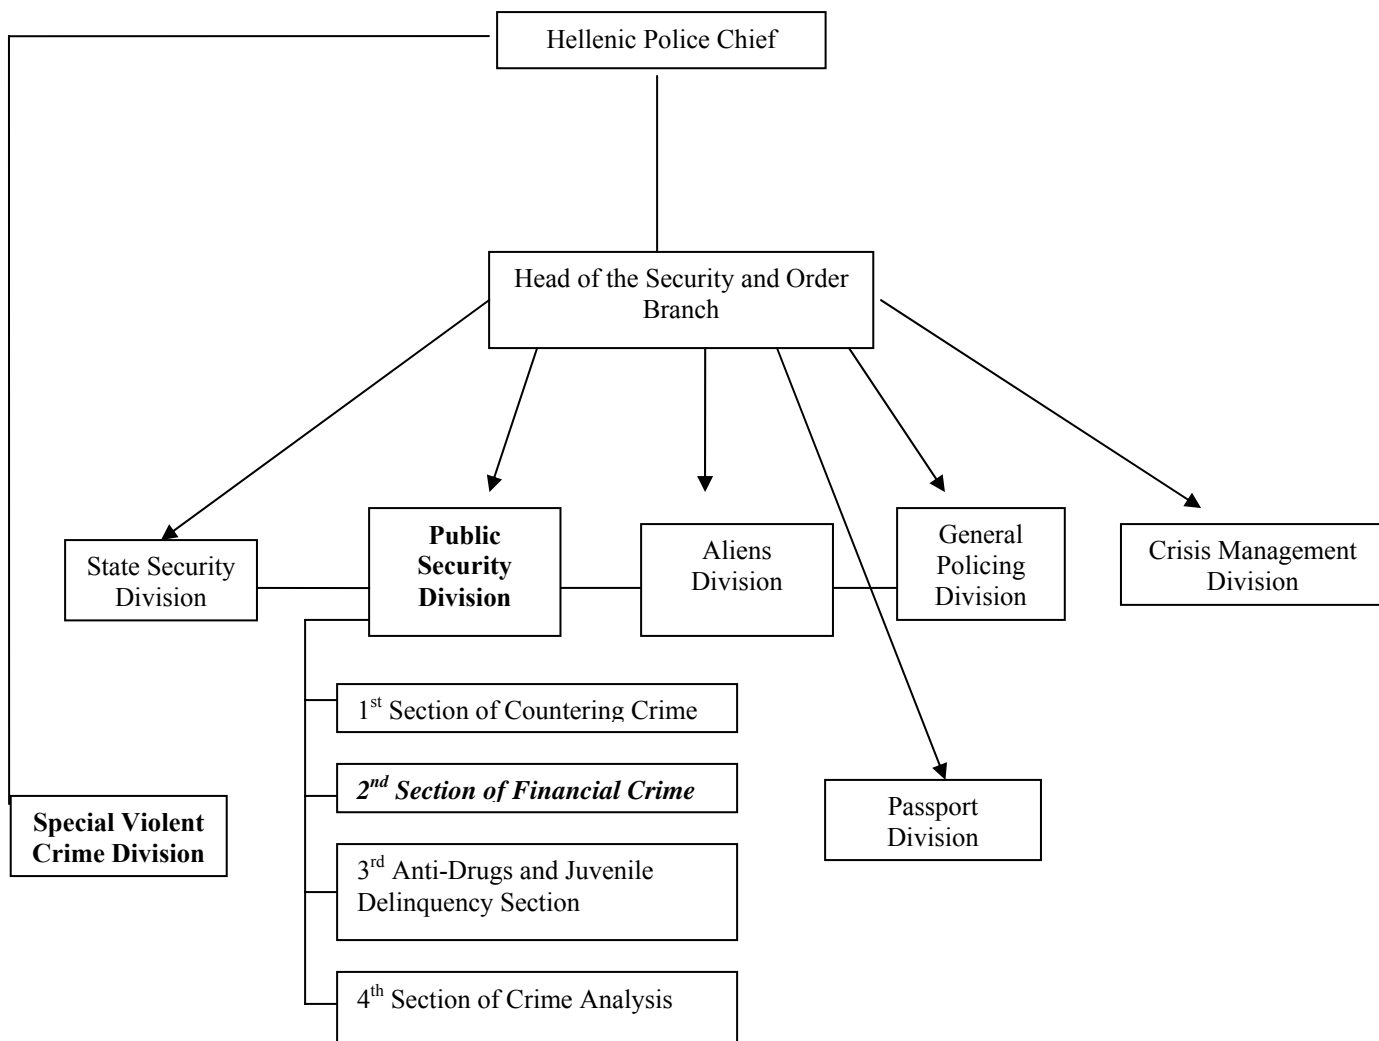 Hellenic Police Chief
Head of the Security and Order
Branch
State Security
Division
Public
Security
Division
Aliens
Division
General
Policing
Division
Crisis Management
Division
1st Section of Countering Crime
2nd Section of Financial Crime
3rd Anti-Drugs and Juvenile
Delinquency Section
4th Section of Crime Analysis
Passport
Division
Special Violent
Crime Division